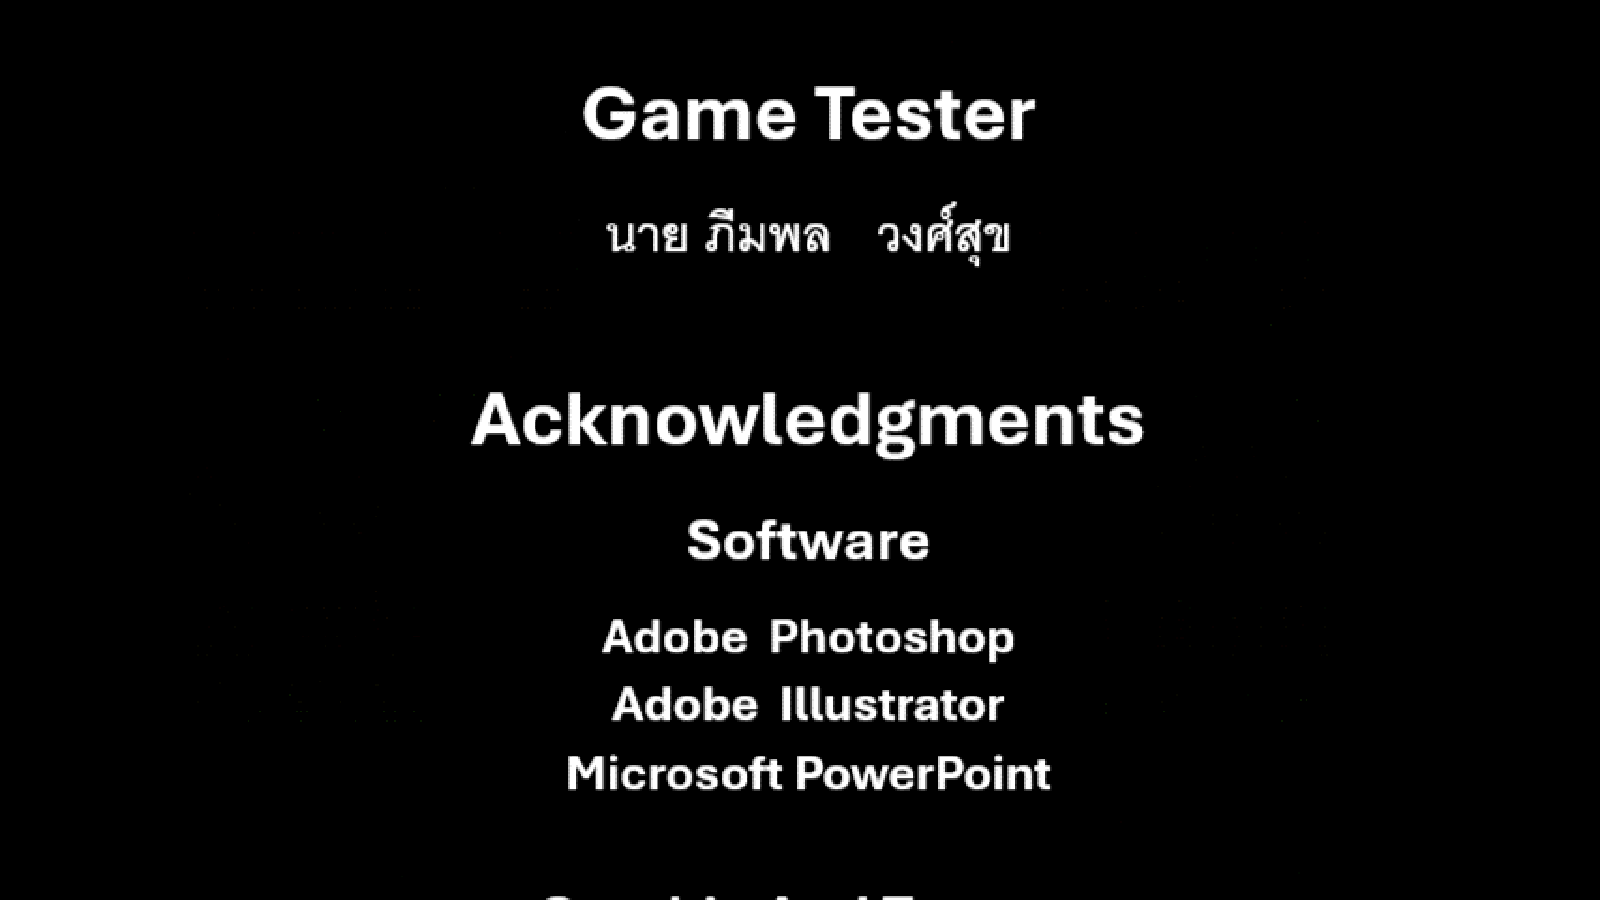 Game Tester
นาย ภีมพล วงศ์สุข
Acknowledgments
Software
Adobe Photoshop
Adobe Illustrator
Microsoft PowerPoint